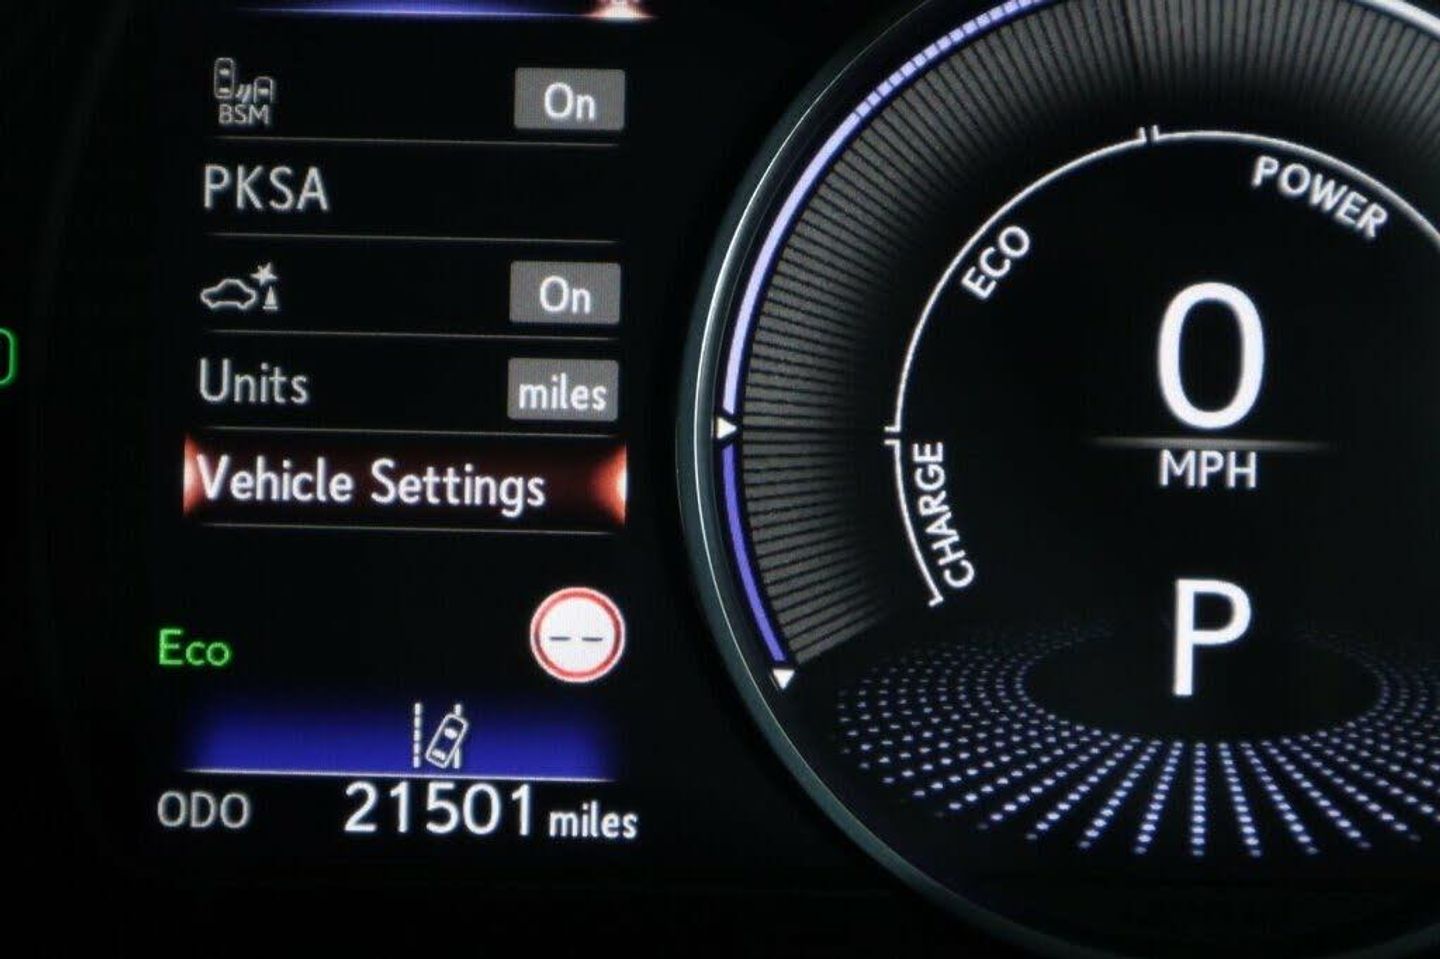 BSM On
PKSA
On
Units miles
Vehicle Settings
Eco
--
ODO 21501 miles
POWER
ECO
CHARGE
0
MPH
P